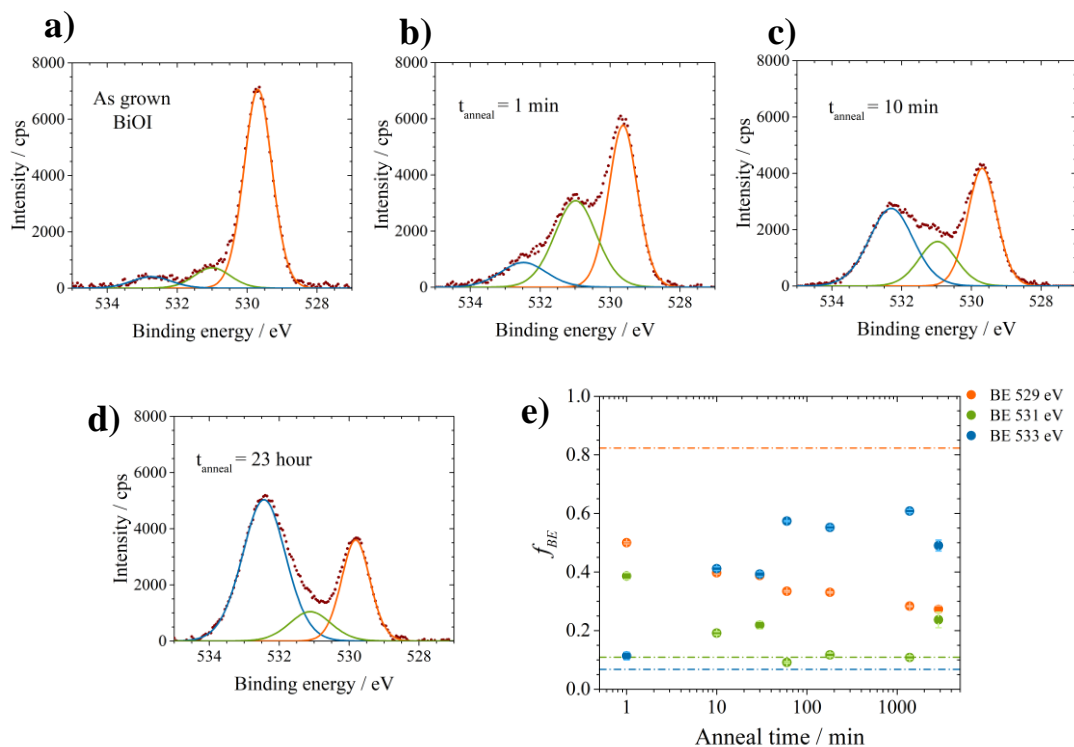 a)
8000
6000
4000
2000
0
Intensity / cps
As grown
BiOI
534 532 530 528
Binding energy / eV
b)
8000
6000
4000
2000
0
Intensity / cps
t_anneal = 1 min
534 532 530 528
Binding energy / eV
c)
8000
6000
4000
2000
0
Intensity / cps
t_anneal = 10 min
534 532 530 528
Binding energy / eV
d)
8000
6000
4000
2000
0
Intensity / cps
t_anneal = 23 hour
534 532 530 528
Binding energy / eV
e)
1.0
0.8
0.6
0.4
0.2
0.0
f_BE
1 10 100 1000
Anneal time / min
BE 529 eV
BE 531 eV
BE 533 eV